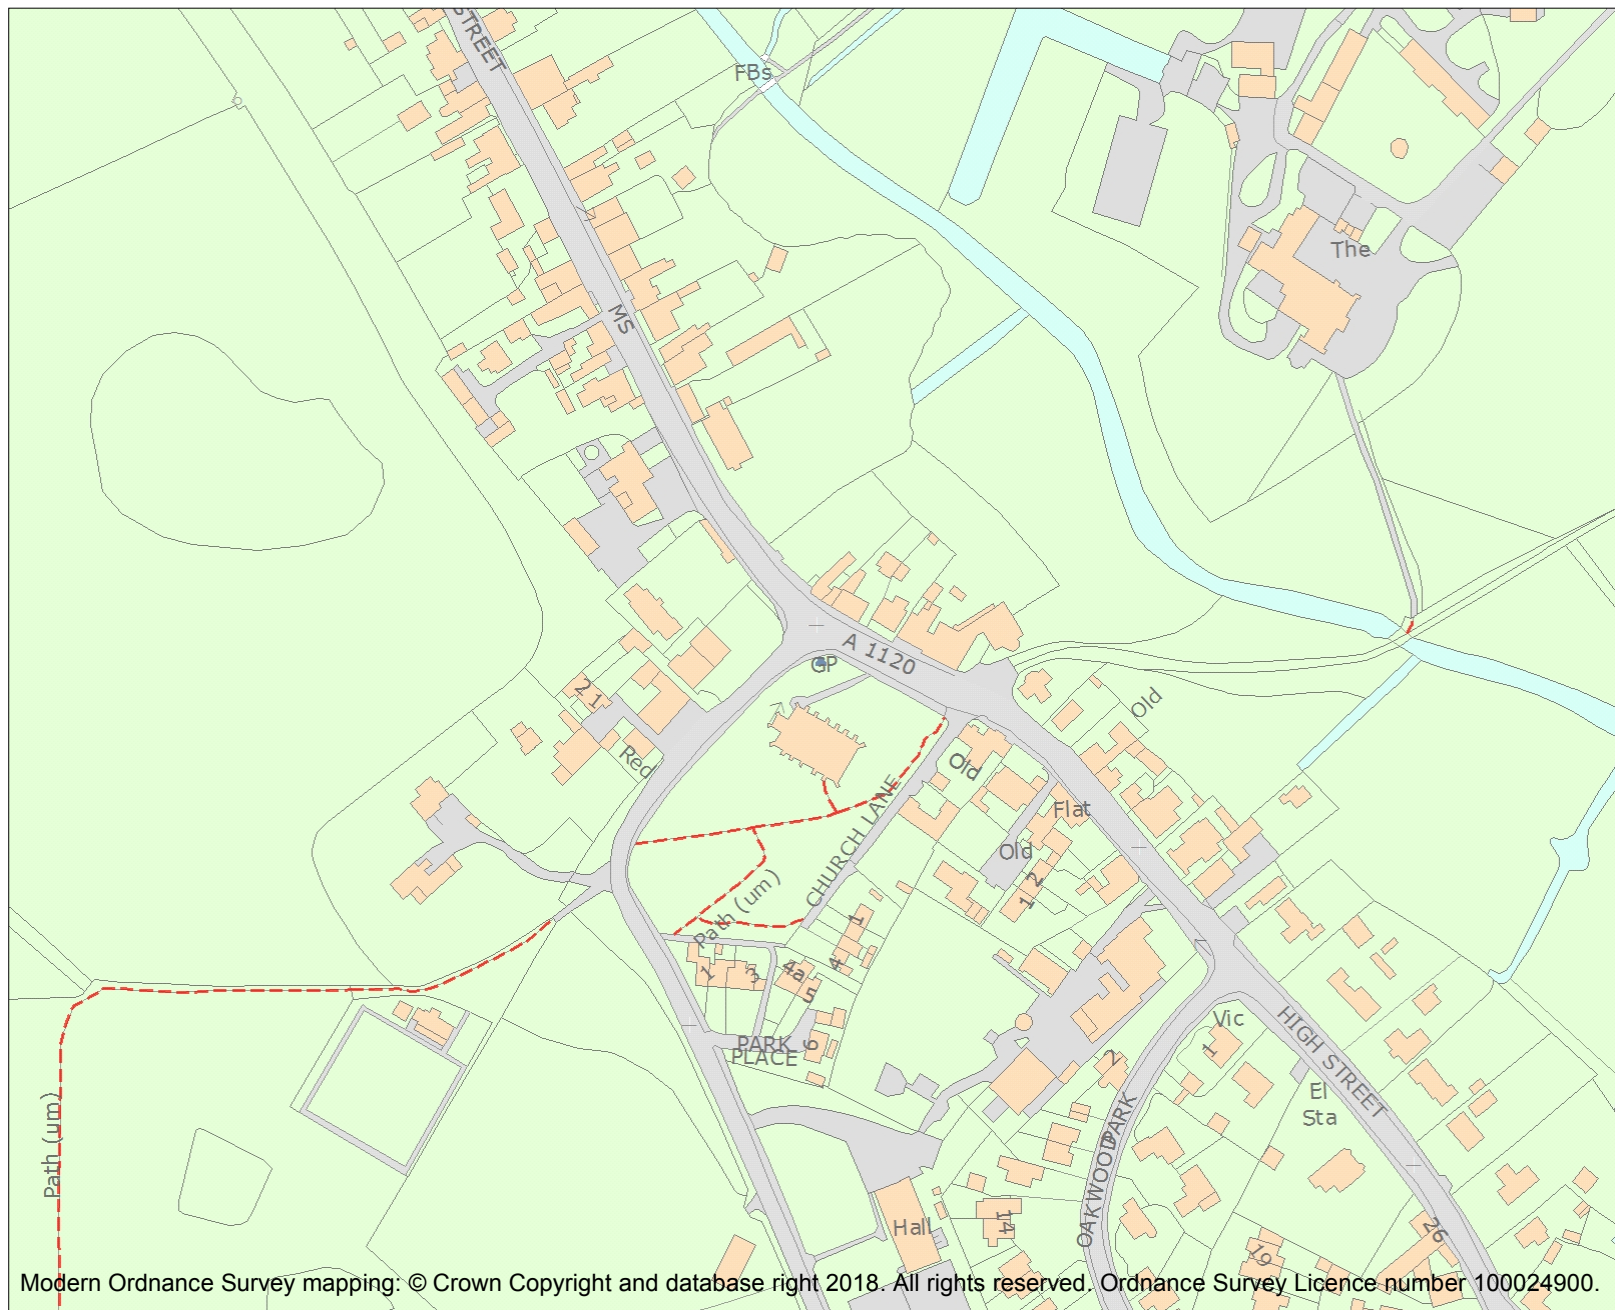 STREET
FBs
The
MS
A 1120
GP
21
Old
Red
Old
CHURCH LANE
Flat
Old
2
1
Path (um)
1
4
1
3
4a
5
6
PARK
PLACE
Vic
1
HIGH STREET
El
Sta
2
OAKWOOD PARK
Path (um)
Hall
14
19
26
Modern Ordnance Survey mapping: © Crown Copyright and database right 2018. All rights reserved. Ordnance Survey Licence number 100024900.